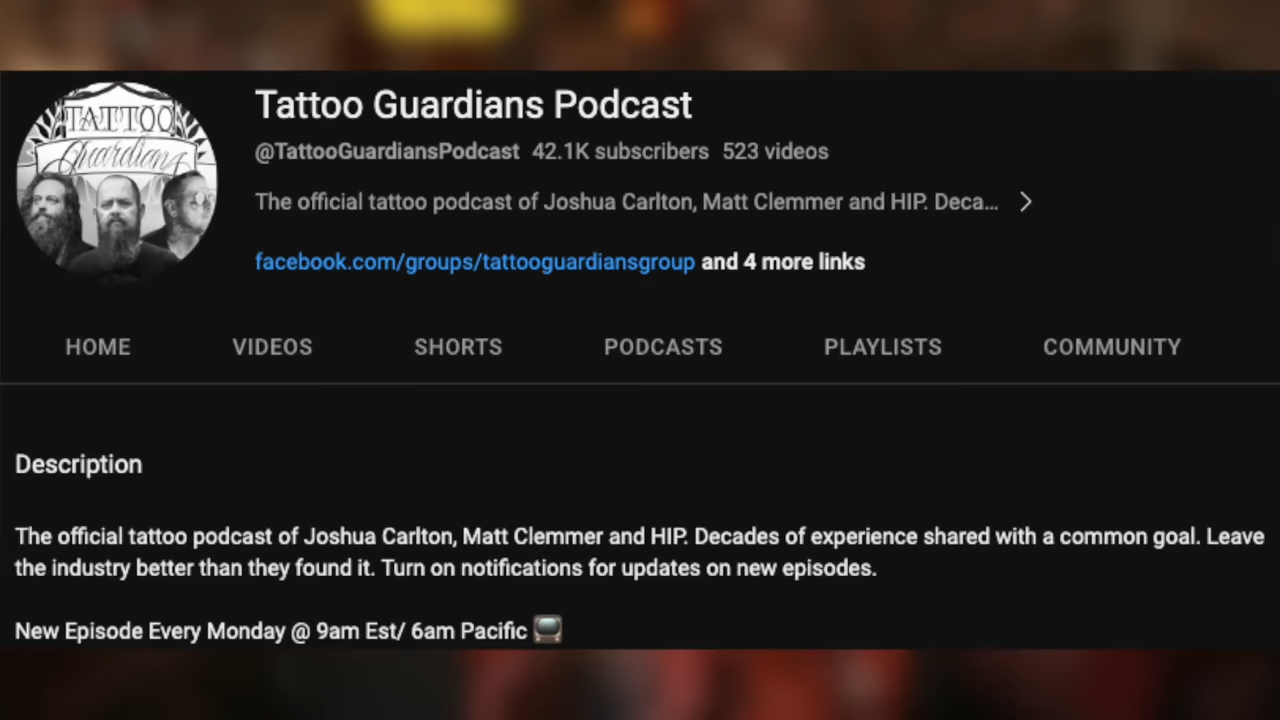 TATTOO
Guardians
Tattoo Guardians Podcast
@TattooGuardiansPodcast 42.1K subscribers 523 videos
The official tattoo podcast of Joshua Carlton, Matt Clemmer and HIP. Deca...
facebook.com/groups/tattooguardiansgroup and 4 more links
HOME VIDEOS SHORTS PODCASTS PLAYLISTS COMMUNITY
Description
The official tattoo podcast of Joshua Carlton, Matt Clemmer and HIP. Decades of experience shared with a common goal. Leave
the industry better than they found it. Turn on notifications for updates on new episodes.
New Episode Every Monday @ 9am Est/ 6am Pacific 📺